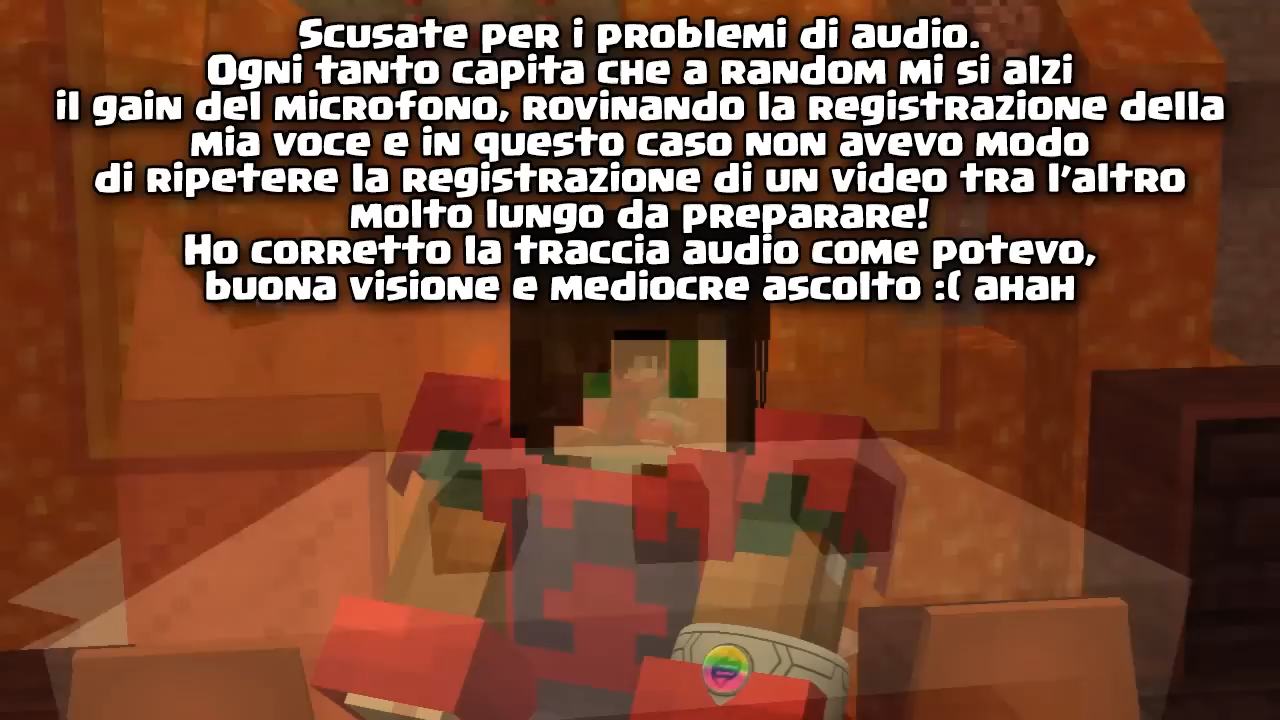 Scusate per i problemi di audio.
Ogni tanto capita che a random mi si alzi
il gain del microfono, rovinando la registrazione della
mia voce e in questo caso non avevo modo
di ripetere la registrazione di un video tra l'altro
molto lungo da preparare!
Ho corretto la traccia audio come potevo,
buona visione e mediocre ascolto :( ahah